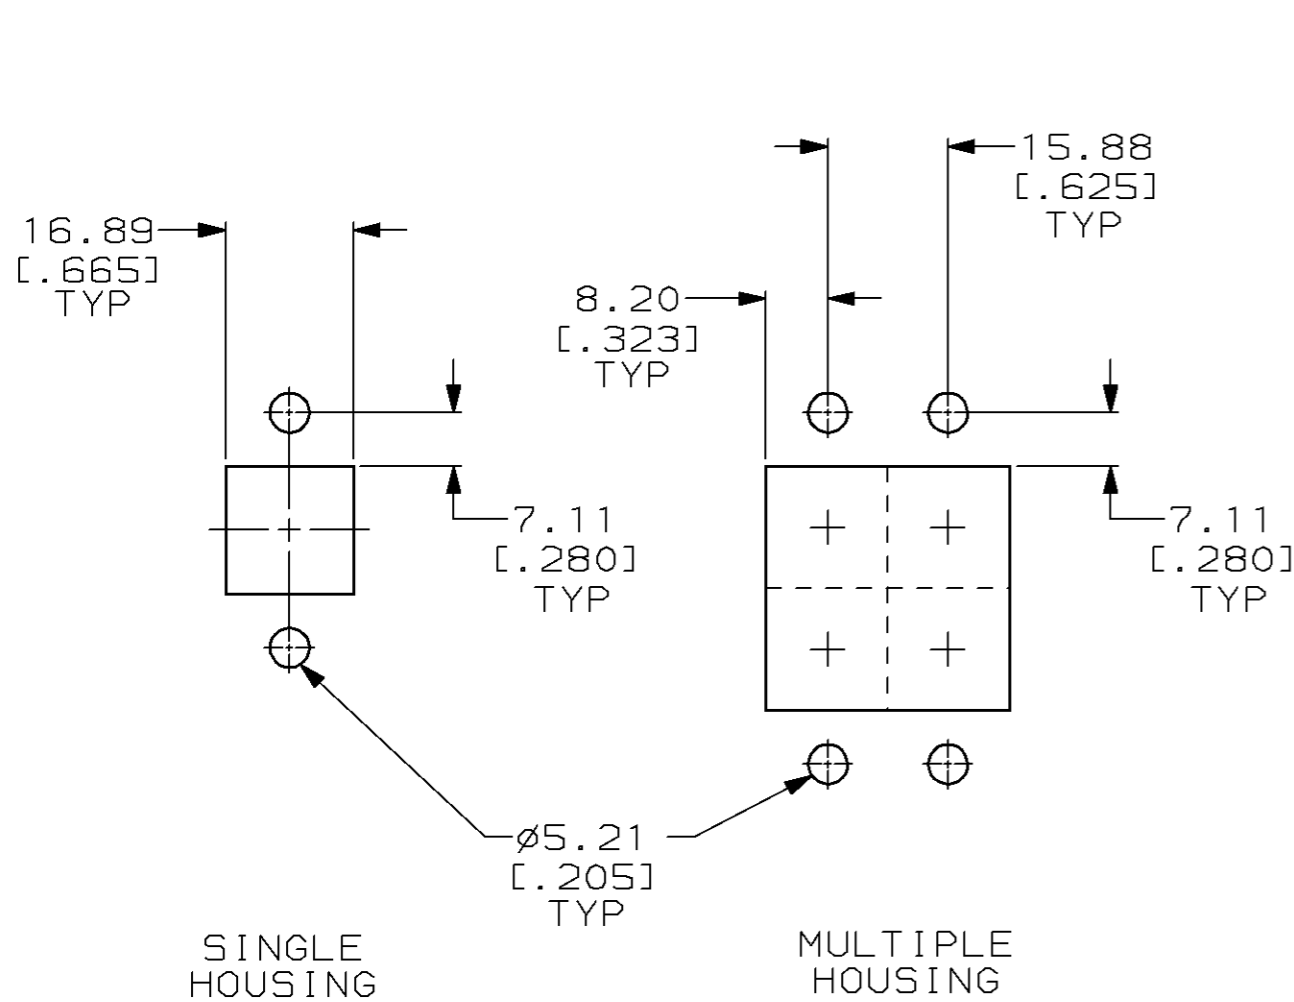 15.88
[.625]
TYP
16.89
[.665]
TYP
8.20
[.323]
TYP
7.11
[.280]
TYP
7.11
[.280]
TYP
ø5.21
[.205]
TYP
SINGLE
HOUSING
MULTIPLE
HOUSING